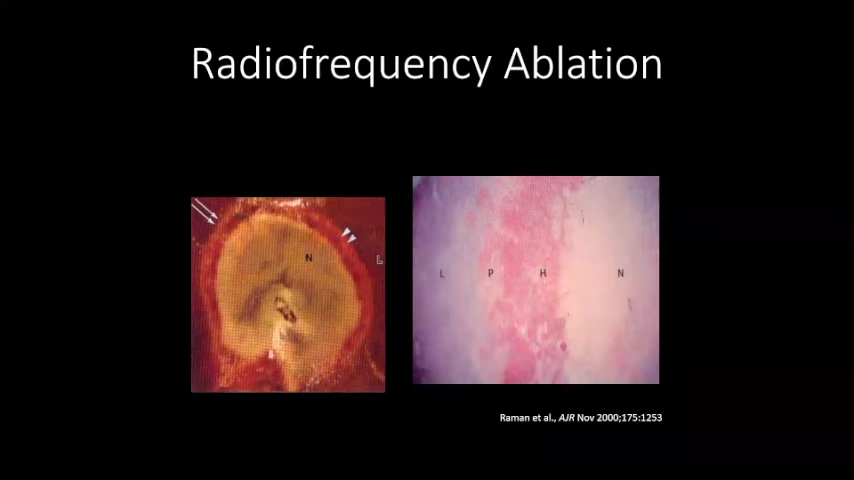 Radiofrequency Ablation
N
L
L P H N
Raman et al., AJR Nov 2000;175:1253